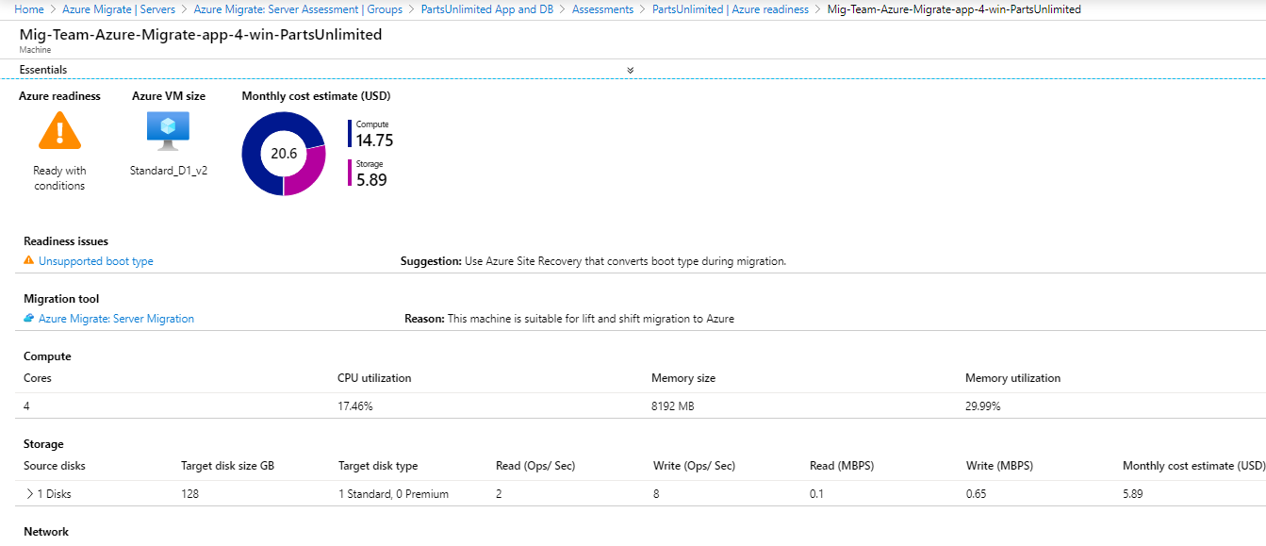 Home > Azure Migrate | Servers > Azure Migrate: Server Assessment | Groups > PartsUnlimited App and DB > Assessments > PartsUnlimited | Azure readiness > Mig-Team-Azure-Migrate-app-4-win-PartsUnlimited
Mig-Team-Azure-Migrate-app-4-win-PartsUnlimited
Machine
Essentials
Azure readiness Azure VM size Monthly cost estimate (USD)
Compute
14.75
20.6
Storage
5.89
Ready with
conditions
Standard_D1_v2
Readiness issues
Unsupported boot type Suggestion: Use Azure Site Recovery that converts boot type during migration.
Migration tool
Azure Migrate: Server Migration Reason: This machine is suitable for lift and shift migration to Azure
Compute
Cores CPU utilization Memory size Memory utilization
4 17.46% 8192 MB 29.99%
Storage
Source disks Target disk size GB Target disk type Read (Ops/ Sec) Write (Ops/ Sec) Read (MBPS) Write (MBPS) Monthly cost estimate (USD)
> 1 Disks 128 1 Standard, 0 Premium 2 8 0.1 0.65 5.89
Network